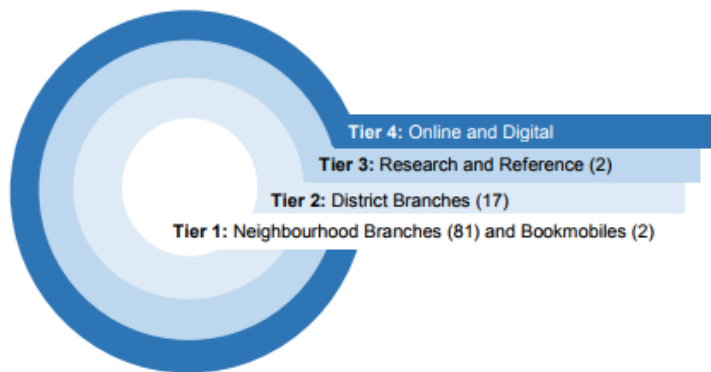 Tier 4: Online and Digital
Tier 3: Research and Reference (2)
Tier 2: District Branches (17)
Tier 1: Neighbourhood Branches (81) and Bookmobiles (2)